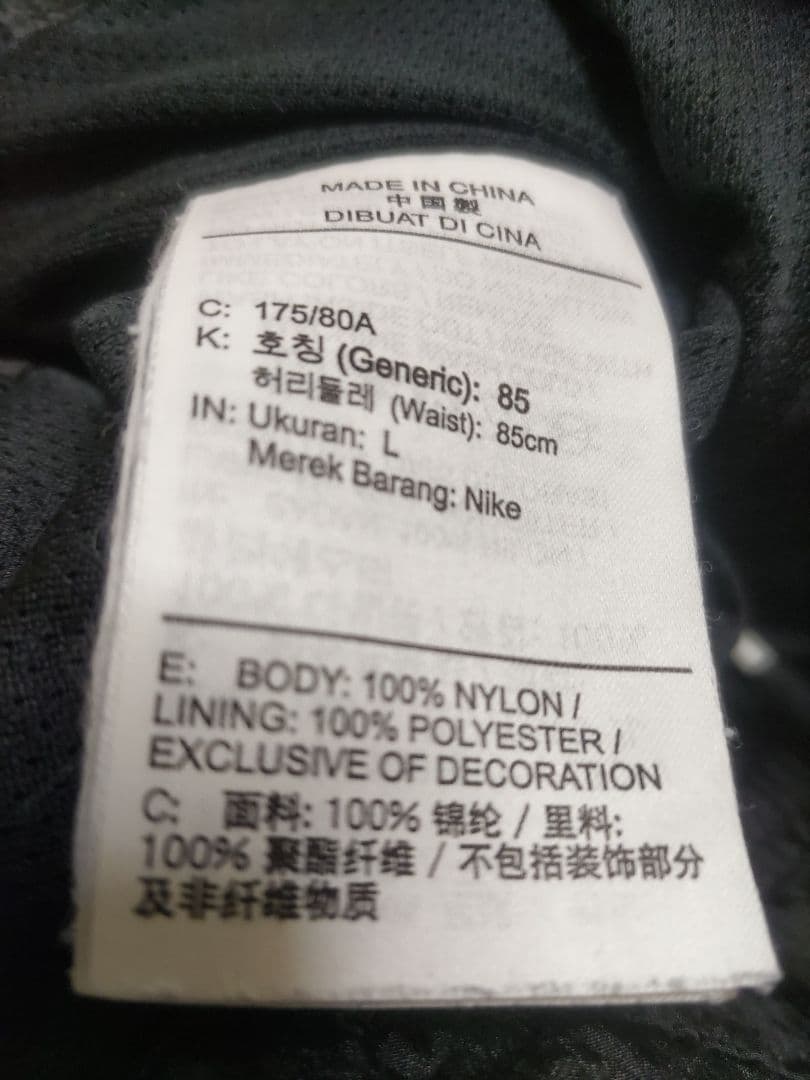 MADE IN CHINA
中国製
DIBUAT DI CINA
C: 175/80A
K: 호칭 (Generic): 85
허리둘레 (Waist): 85cm
IN: Ukuran: L
Merek Barang: Nike
E: BODY: 100% NYLON /
LINING: 100% POLYESTER /
EXCLUSIVE OF DECORATION
C: 面料: 100% 锦纶 / 里料:
100% 聚酯纤维 / 不包括装饰部分
及非纤维物质